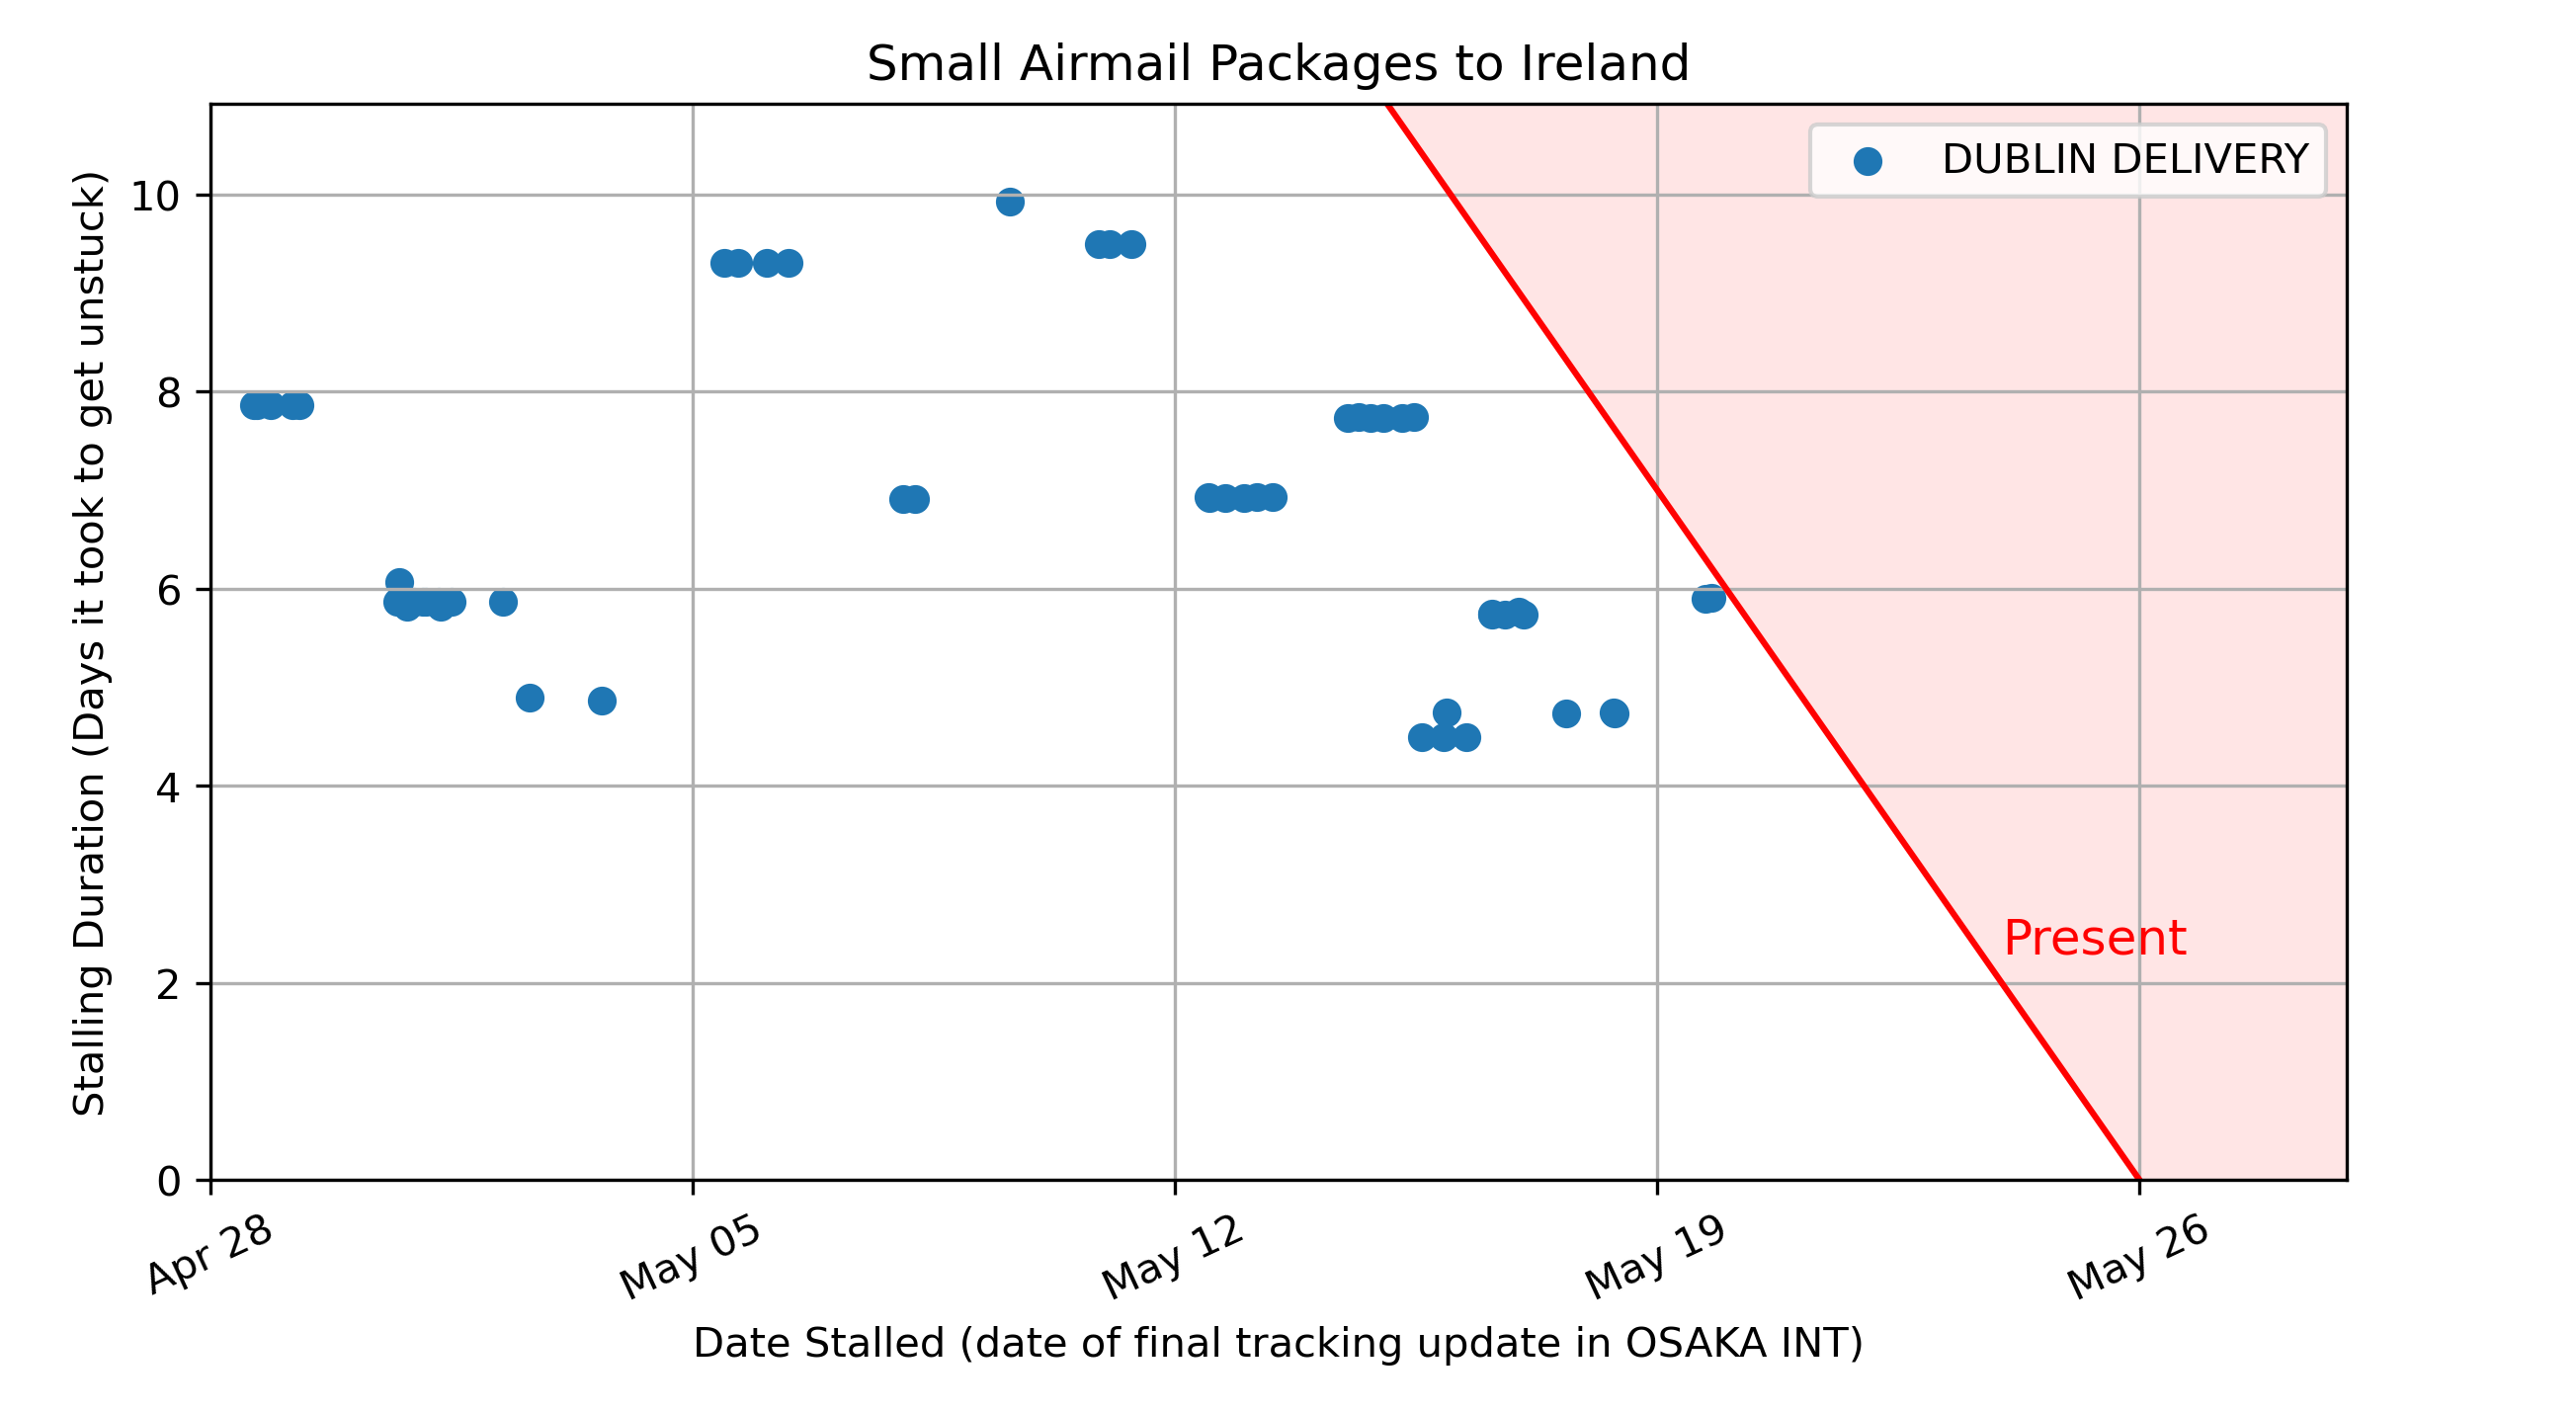 Small Airmail Packages to Ireland
DUBLIN DELIVERY
Stalling Duration (Days it took to get unstuck)
10
8
6
4
2
0
Present
Apr 28
May 05
May 12
May 19
May 26
Date Stalled (date of final tracking update in OSAKA INT)